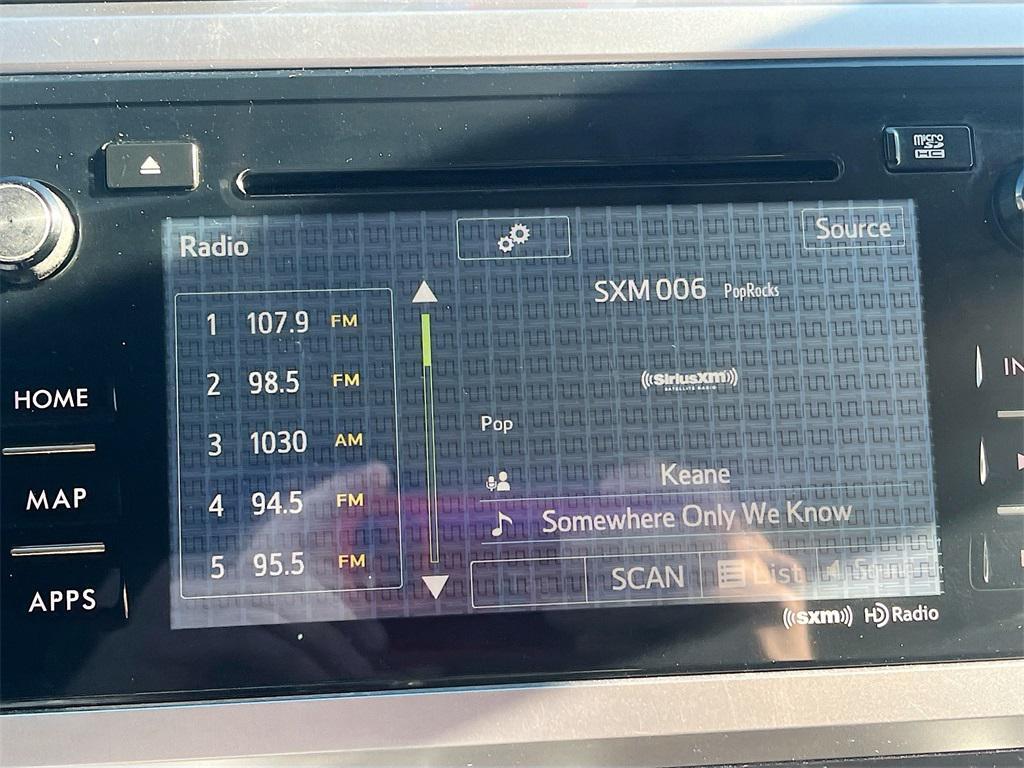 micro
SD
HC
Radio
Source
SXM 006 PopRocks
1 107.9 FM
2 98.5 FM
3 1030 AM
4 94.5 FM
5 95.5 FM
((SiriusXM))
SATELLITE RADIO
Pop
Keane
Somewhere Only We Know
SCAN
List
HOME
MAP
APPS
((sxm)) HD Radio